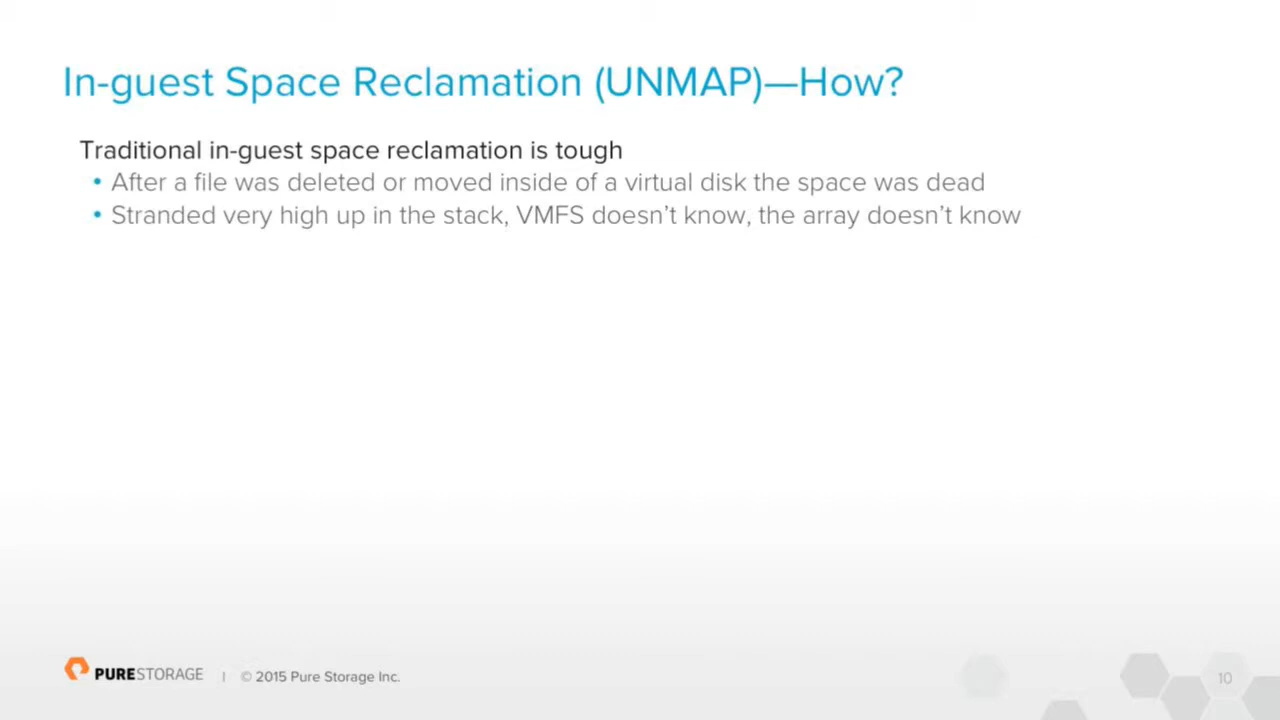 In-guest Space Reclamation (UNMAP)—How?
Traditional in-guest space reclamation is tough
• After a file was deleted or moved inside of a virtual disk the space was dead
• Stranded very high up in the stack, VMFS doesn’t know, the array doesn’t know
PURESTORAGE | © 2015 Pure Storage Inc.
10